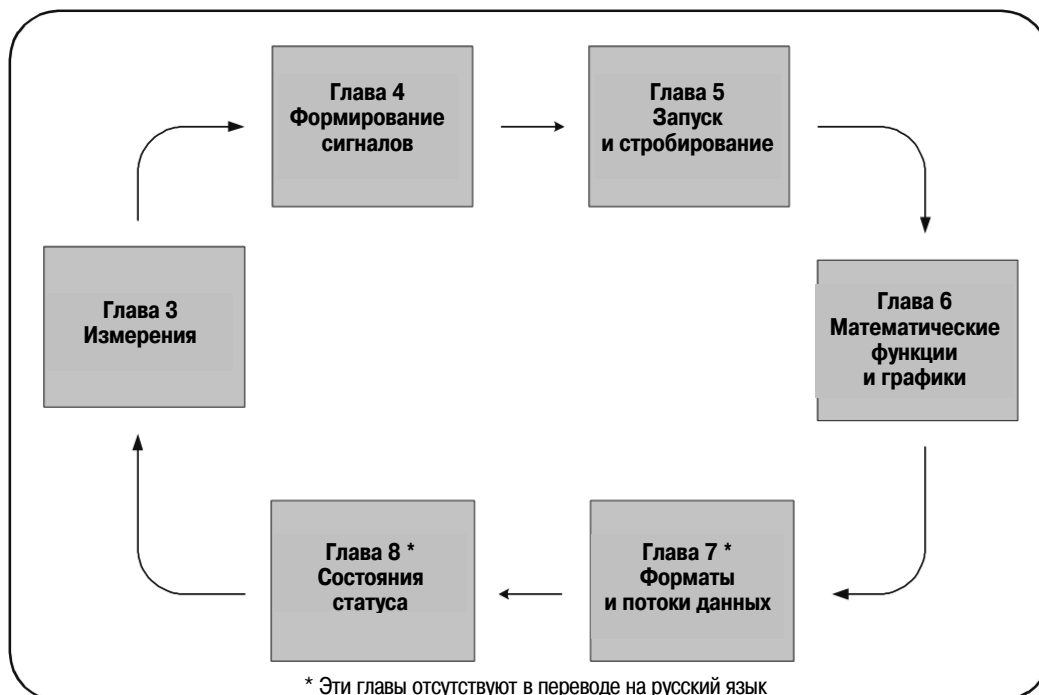 Глава 4
Формирование
сигналов
Глава 5
Запуск
и стробирование
Глава 3
Измерения
Глава 6
Математические
функции
и графики
Глава 8 *
Состояния
статуса
Глава 7 *
Форматы
и потоки данных
* Эти главы отсутствуют в переводе на русский язык